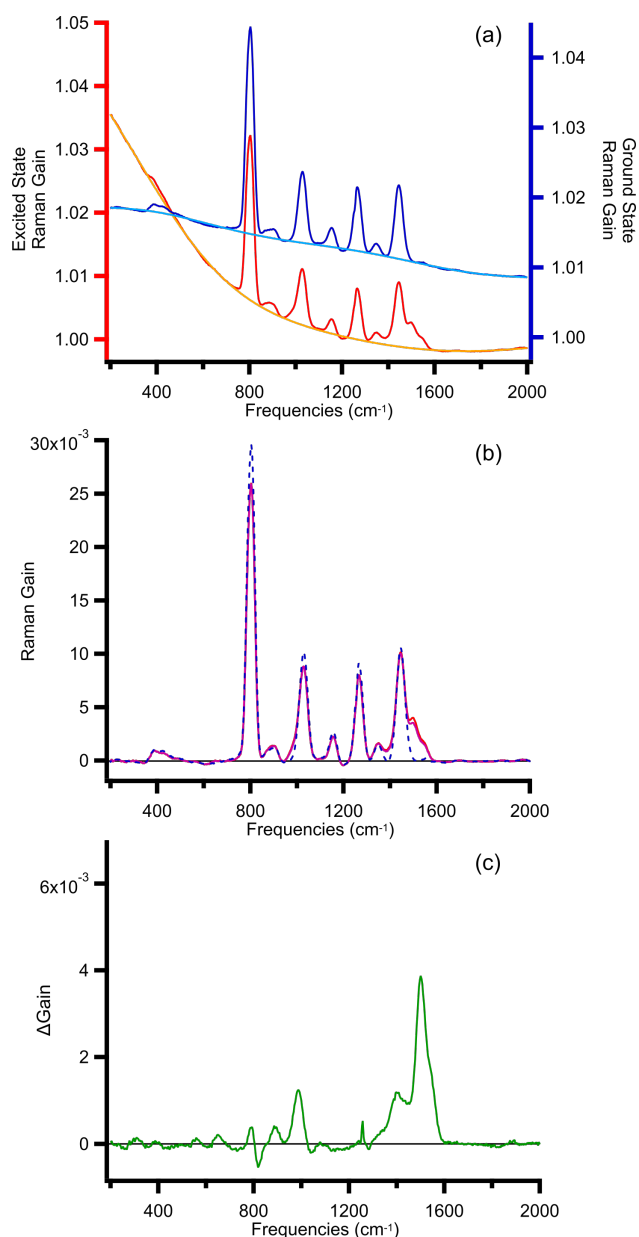 (a)
1.05
1.04
1.03
1.02
1.01
1.00
Excited State
Raman Gain
1.04
1.03
1.02
1.01
1.00
Ground State
Raman Gain
400
800
1200
1600
2000
Frequencies (cm-1)
(b)
30x10-3
25
20
15
10
5
0
Raman Gain
400
800
1200
1600
2000
Frequencies (cm-1)
(c)
6x10-3
4
2
0
ΔGain
400
800
1200
1600
2000
Frequencies (cm-1)